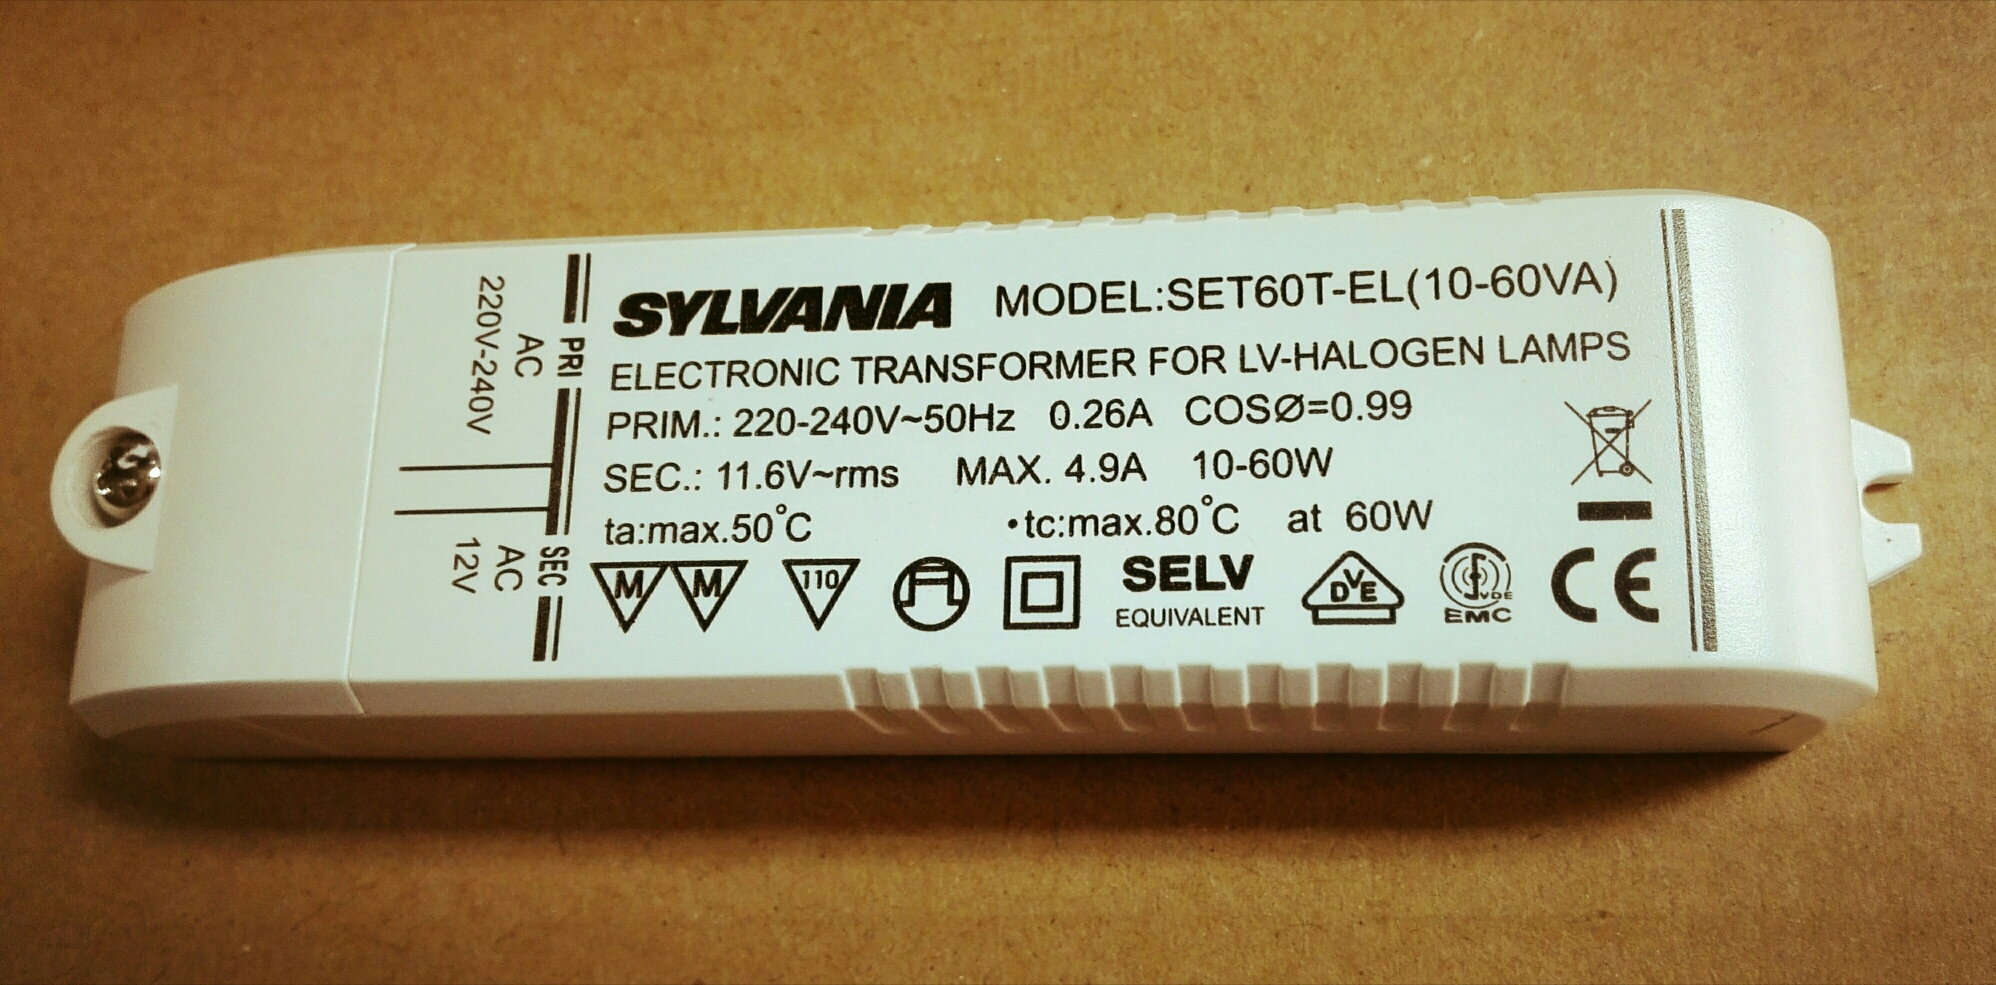 SYLVANIA MODEL:SET60T-EL(10-60VA)
ELECTRONIC TRANSFORMER FOR LV-HALOGEN LAMPS
PRIM.: 220-240V~50Hz 0.26A COSØ=0.99
SEC.: 11.6V~rms MAX. 4.9A 10-60W
ta:max.50°C •tc:max.80°C at 60W
M M 110 SELV DVE VDE CE
EQUIVALENT EMC
PRI
AC
220V-240V
SEC
AC
12V